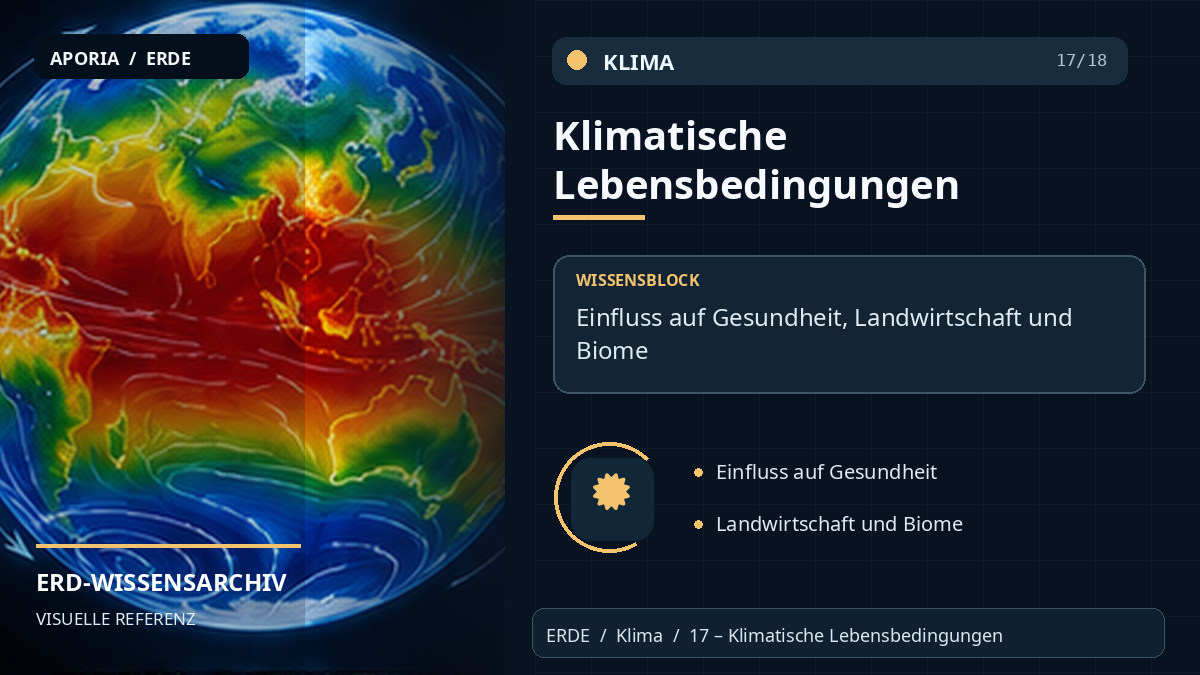 APORIA / ERDE
ERD-WISSENSARCHIV
VISUELLE REFERENZ
KLIMA
17/18
Klimatische
Lebensbedingungen
WISSENSBLOCK
Einfluss auf Gesundheit, Landwirtschaft und
Biome
Einfluss auf Gesundheit
Landwirtschaft und Biome
ERDE / Klima / 17 – Klimatische Lebensbedingungen